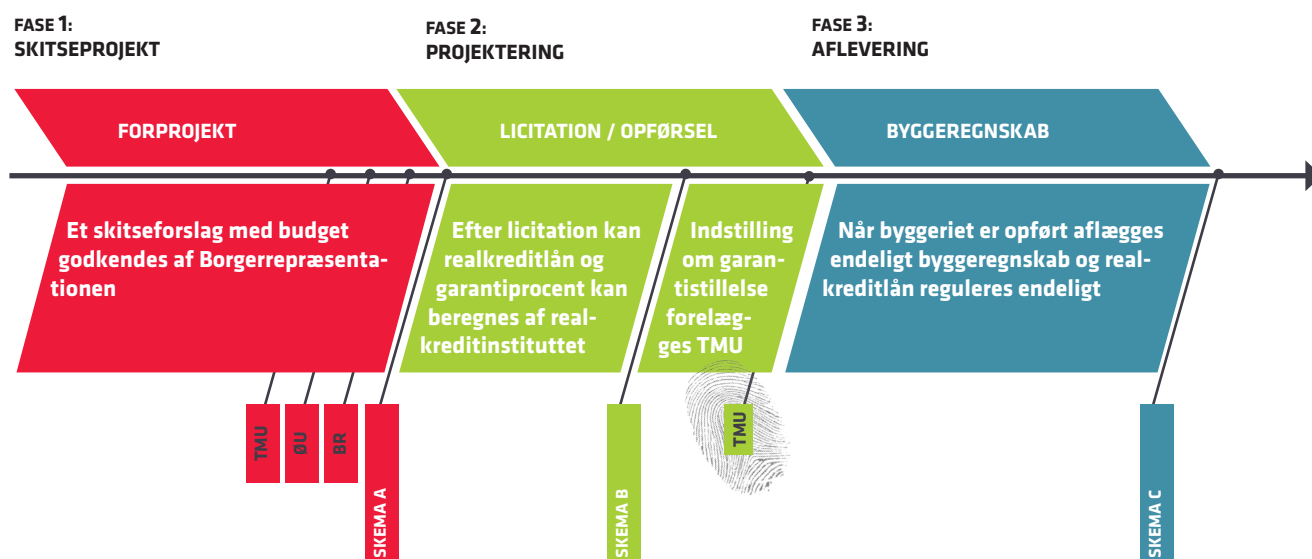 FASE 1:
SKITSEPROJEKT
FASE 2:
PROJEKTERING
FASE 3:
AFLEVERING
FORPROJEKT
LICITATION / OPFØRSEL
BYGGEREGNSKAB
Et skitseforslag med budget
godkendes af Borgerrepræsenta-
tionen
Efter licitation kan
realkreditlån og
garantiprocent kan
beregnes af real-
kreditinstituttet
Indstilling
om garan-
tistillelse
forelæg-
ges TMU
Når byggeriet er opført aflægges
endeligt byggeregnskab og real-
kreditlån reguleres endeligt
TMU
ØU
BR
SKEMA A
SKEMA B
TMU
SKEMA C